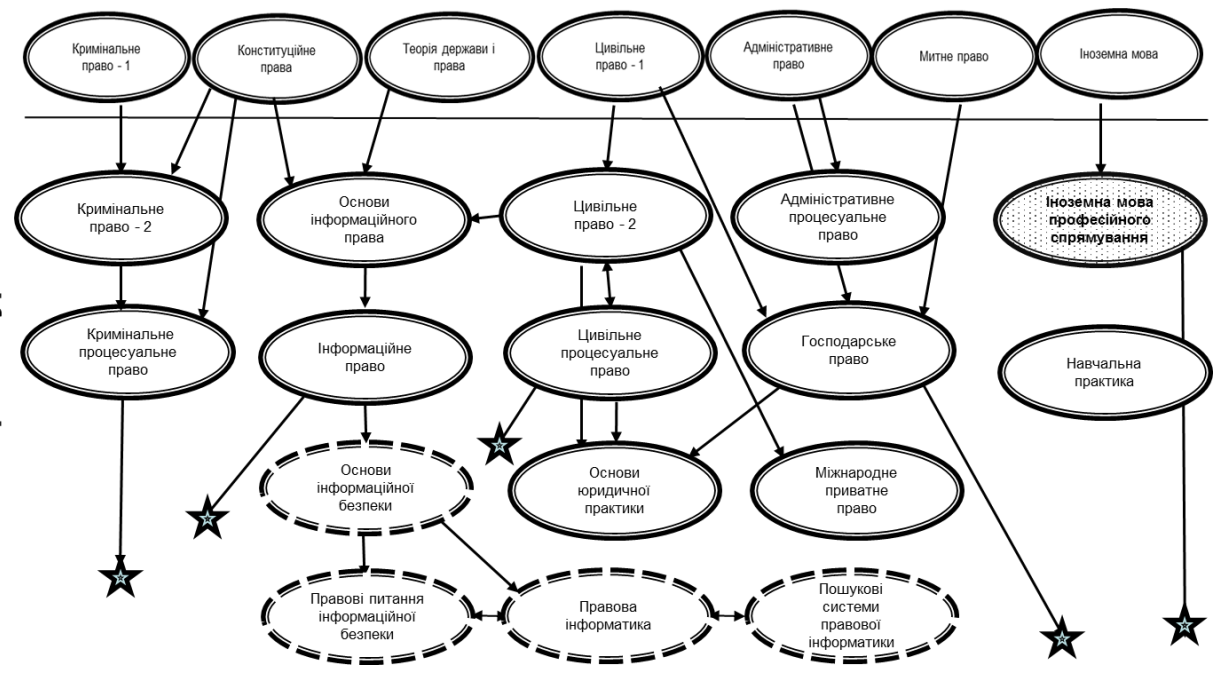 Кримінальне
право - 1
Конституційне
права
Теорія держави і
права
Цивільне
право - 1
Адміністративне
право
Митне право
Іноземна мова
Кримінальне
право - 2
Основи
інформаційного
права
Цивільне
право - 2
Адміністративне
процесуальне
право
Іноземна мова
професійного
спрямування
Кримінальне
процесуальне
право
Інформаційне
право
Цивільне
процесуальне
право
Господарське
право
Навчальна
практика
Основи
інформаційної
безпеки
Основи
юридичної
практики
Міжнародне
приватне
право
Правові питання
інформаційної
безпеки
Правова
інформатика
Пошукові
системи
правової
інформатики